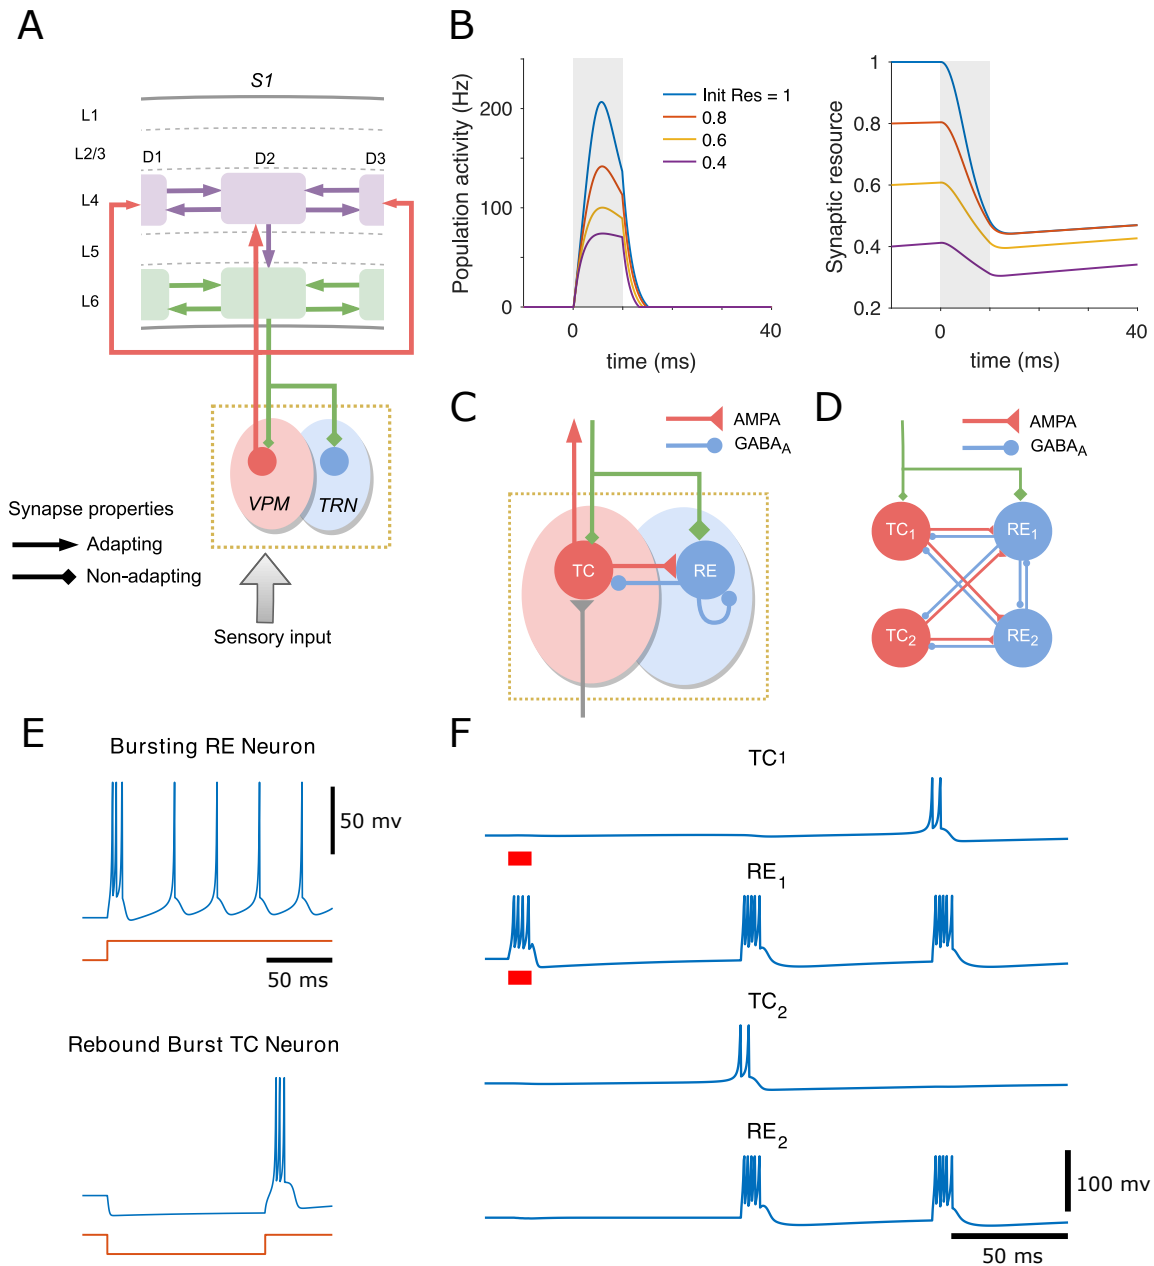 A
S1
L1
L2/3
D1
D2
D3
L4
L5
L6
VPM
TRN
Synapse properties
Adapting
Non-adapting
Sensory input
B
Population activity (Hz)
200
100
0
0
40
time (ms)
Init Res = 1
0.8
0.6
0.4
Synaptic resource
1
0.8
0.6
0.4
0.2
0
40
time (ms)
C
AMPA
GABAA
TC
RE
D
AMPA
GABAA
TC1
RE1
TC2
RE2
E
Bursting RE Neuron
50 mv
50 ms
Rebound Burst TC Neuron
F
TC1
RE1
TC2
RE2
100 mv
50 ms